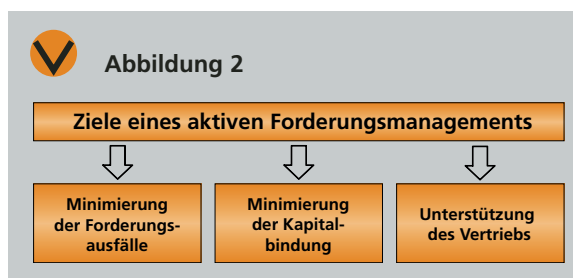 Abbildung 2
Ziele eines aktiven Forderungsmanagements
Minimierung
der Forderungs-
ausfälle
Minimierung
der Kapital-
bindung
Unterstützung
des Vertriebs